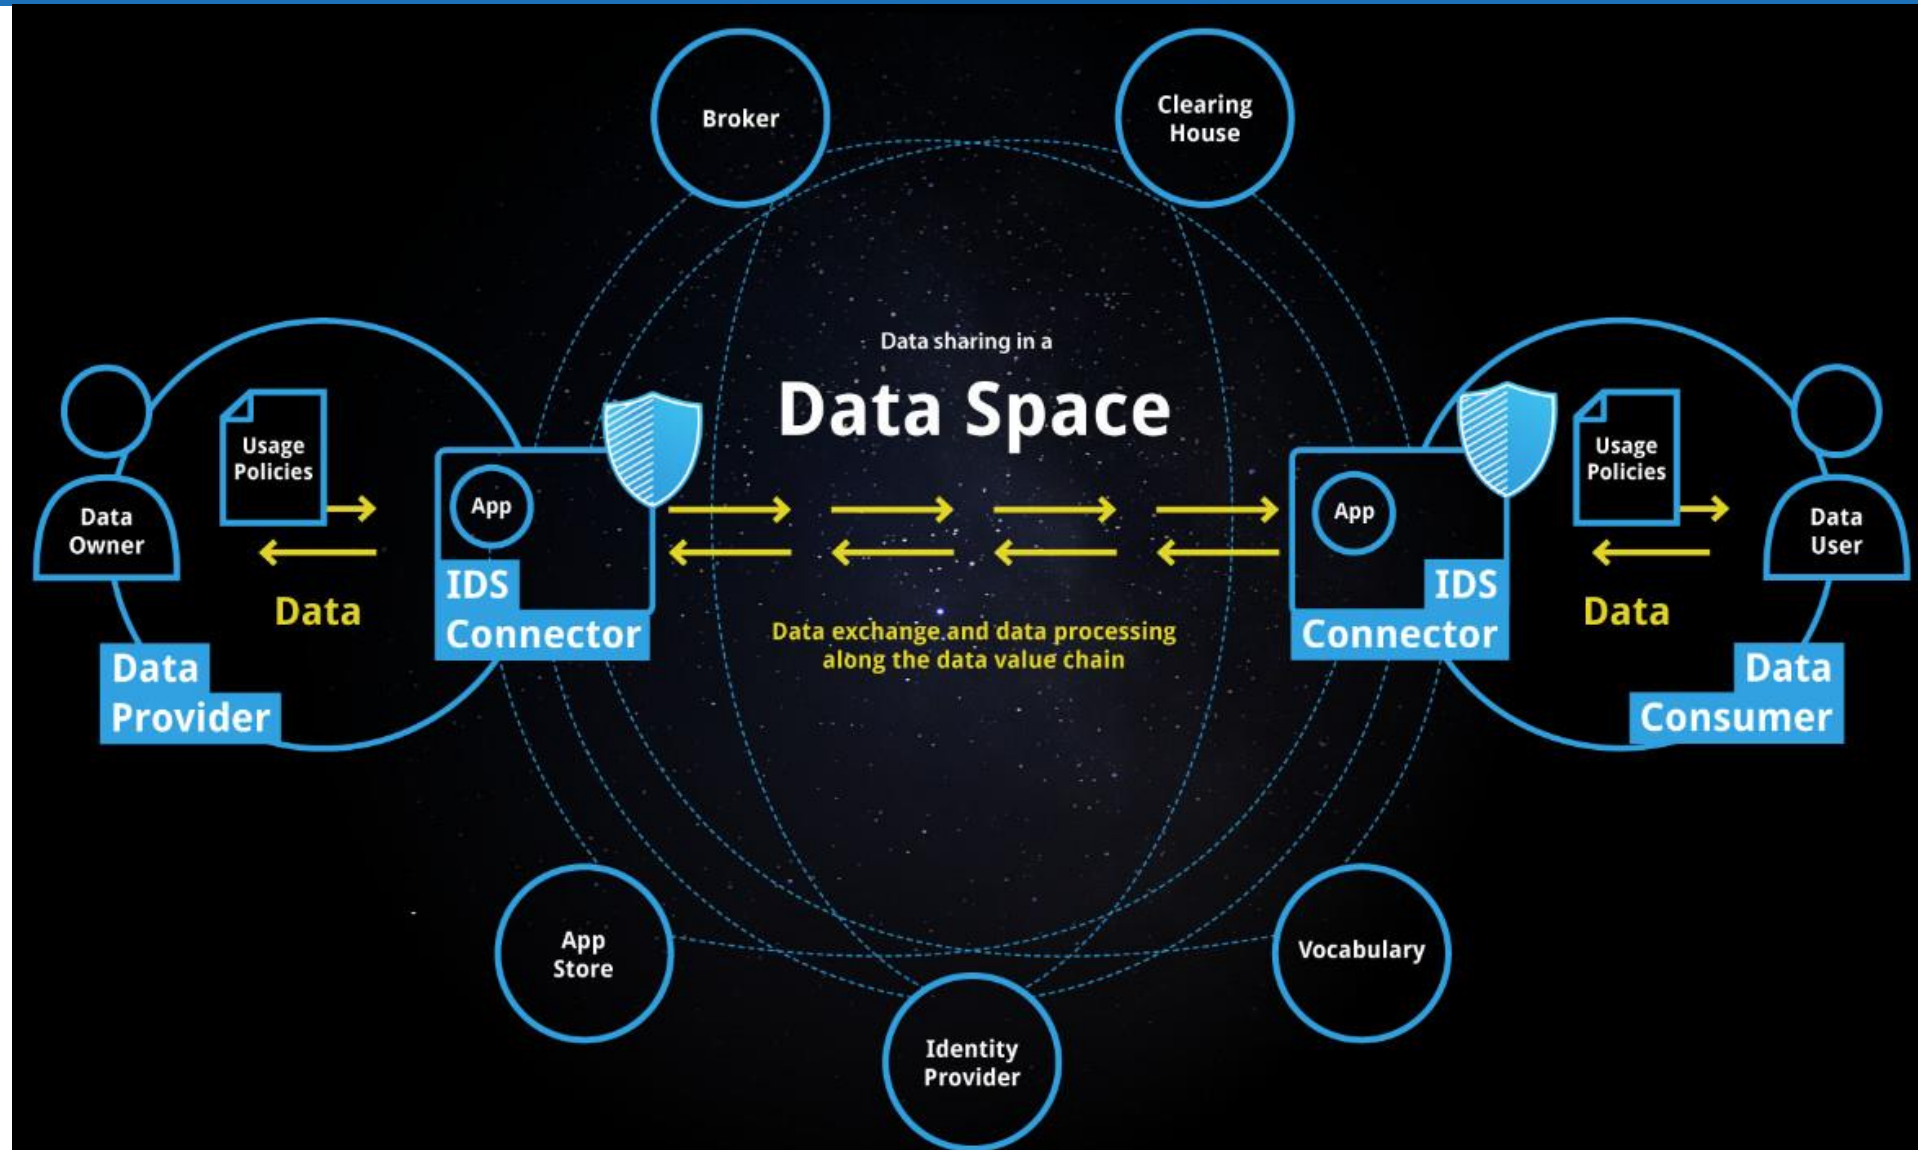 Broker
Clearing
House
Data sharing in a
Data Space
Usage
Policies
Data
Owner
Data
Data
Provider
App
IDS
Connector
Data exchange and data processing
along the data value chain
App
IDS
Connector
Usage
Policies
Data
User
Data
Data
Consumer
App
Store
Vocabulary
Identity
Provider